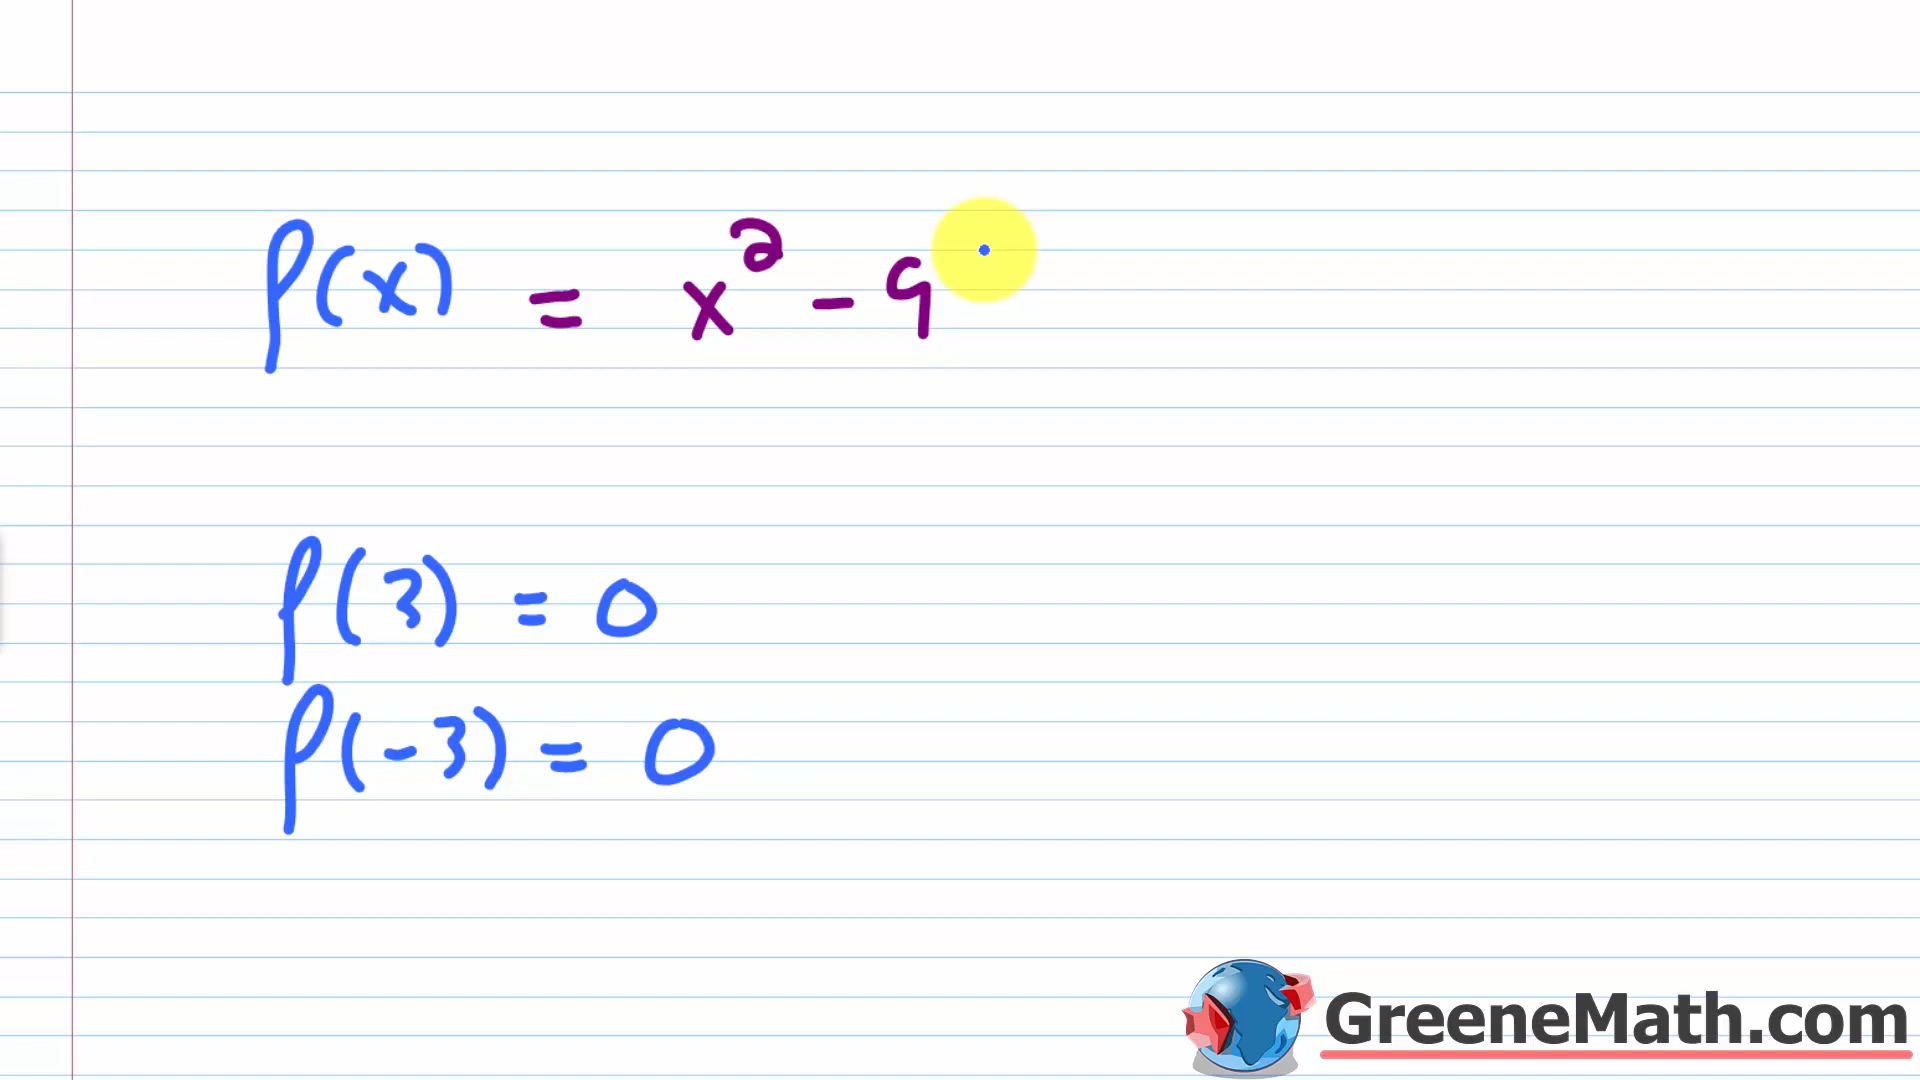 P(x) = x² - 9
P(3) = 0
P(-3) = 0
GreeneMath.com